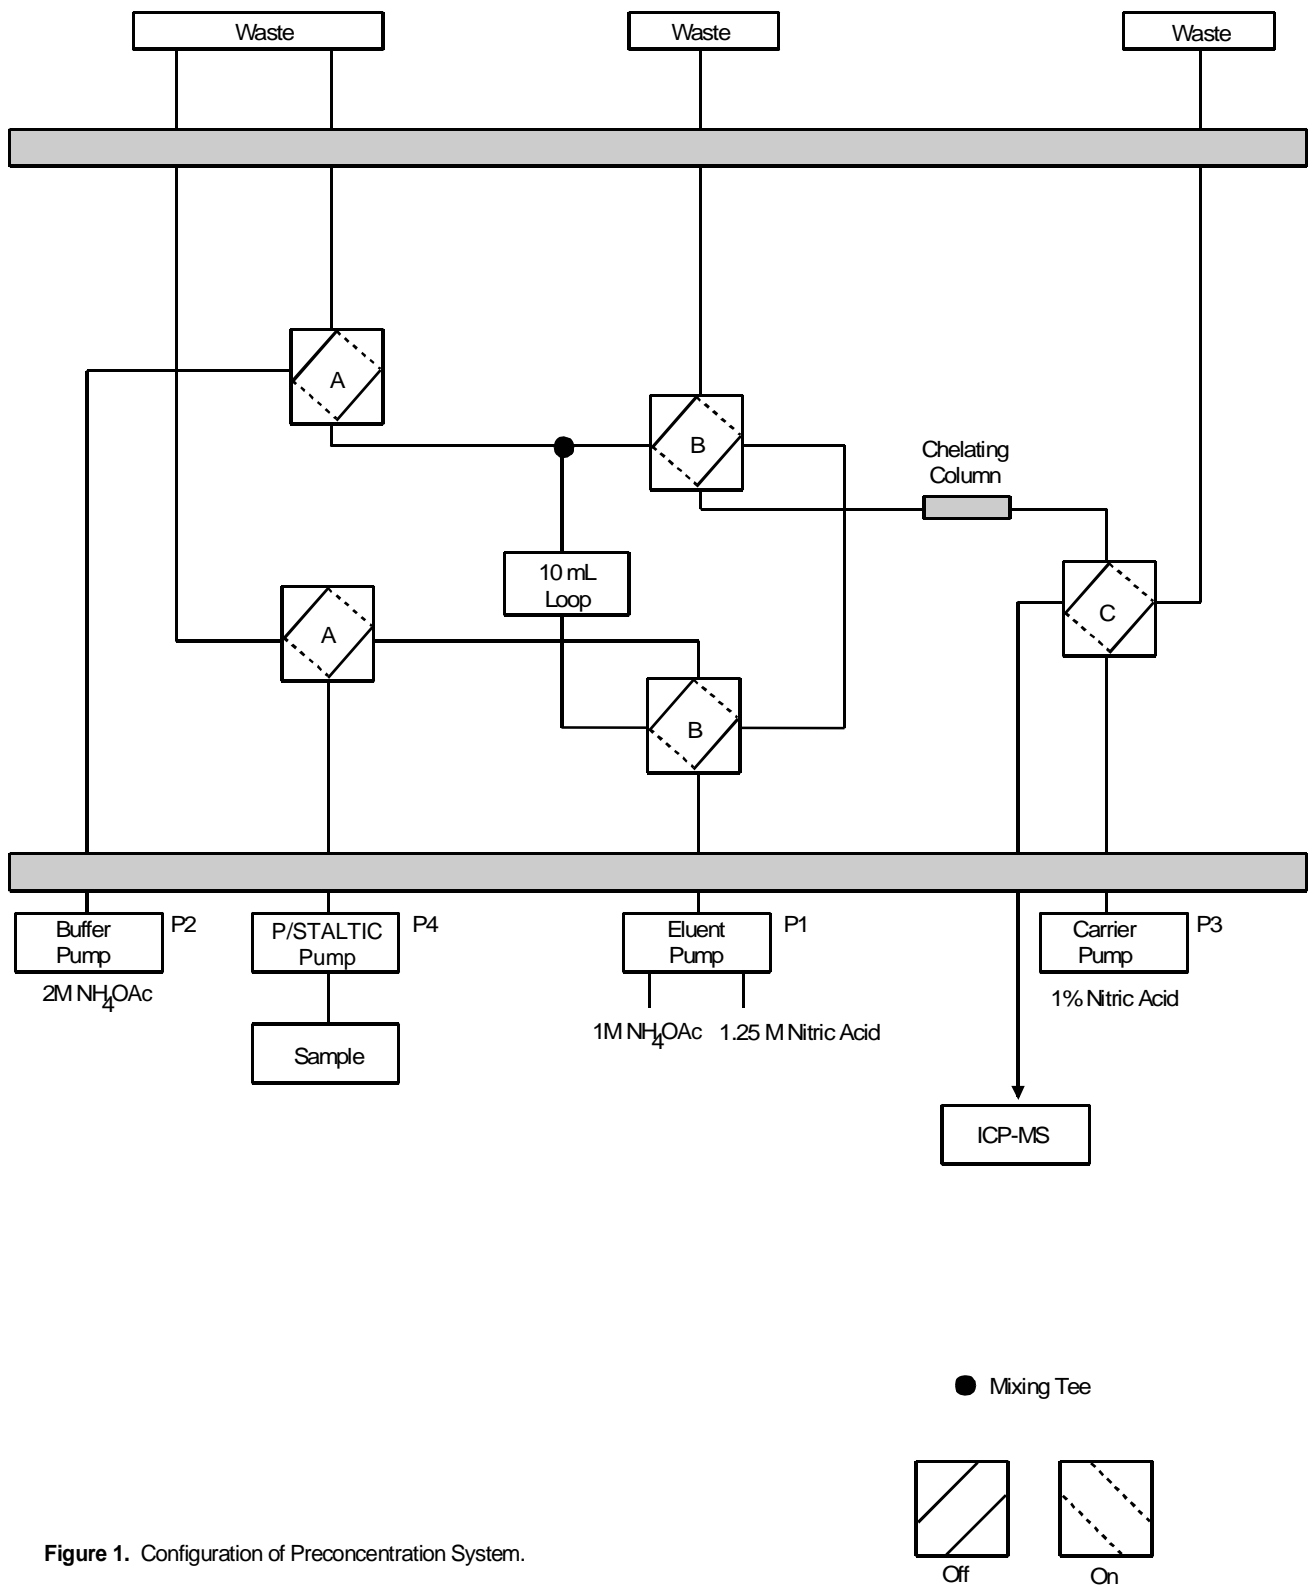 Waste
Waste
Waste
A
B
Chelating
Column
10 mL
Loop
C
A
B
Buffer
Pump
P2
P/STALTIC
Pump
P4
Eluent
Pump
P1
Carrier
Pump
P3
2M NH4OAc
1% Nitric Acid
1M NH4OAc
1.25 M Nitric Acid
Sample
ICP-MS
Mixing Tee
Off
On
Figure 1. Configuration of Preconcentration System.